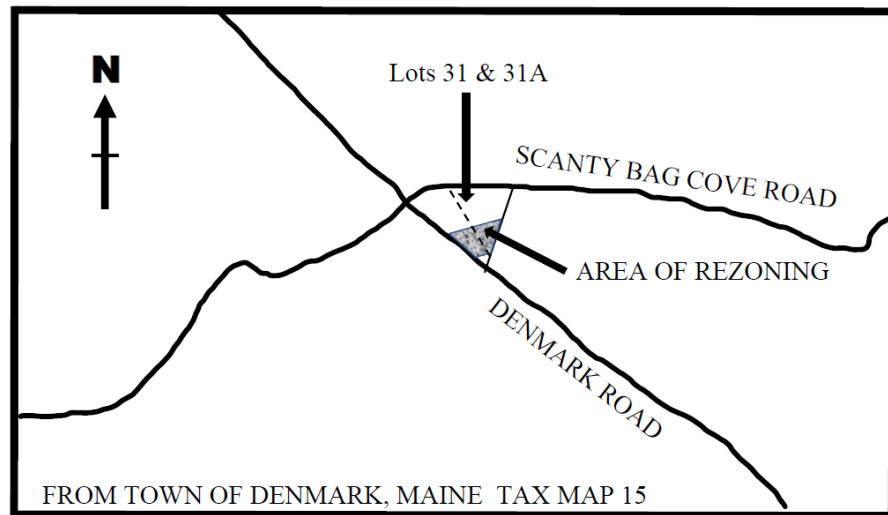 N
Lots 31 & 31A
SCANTY BAG COVE ROAD
AREA OF REZONING
DENMARK ROAD
FROM TOWN OF DENMARK, MAINE TAX MAP 15